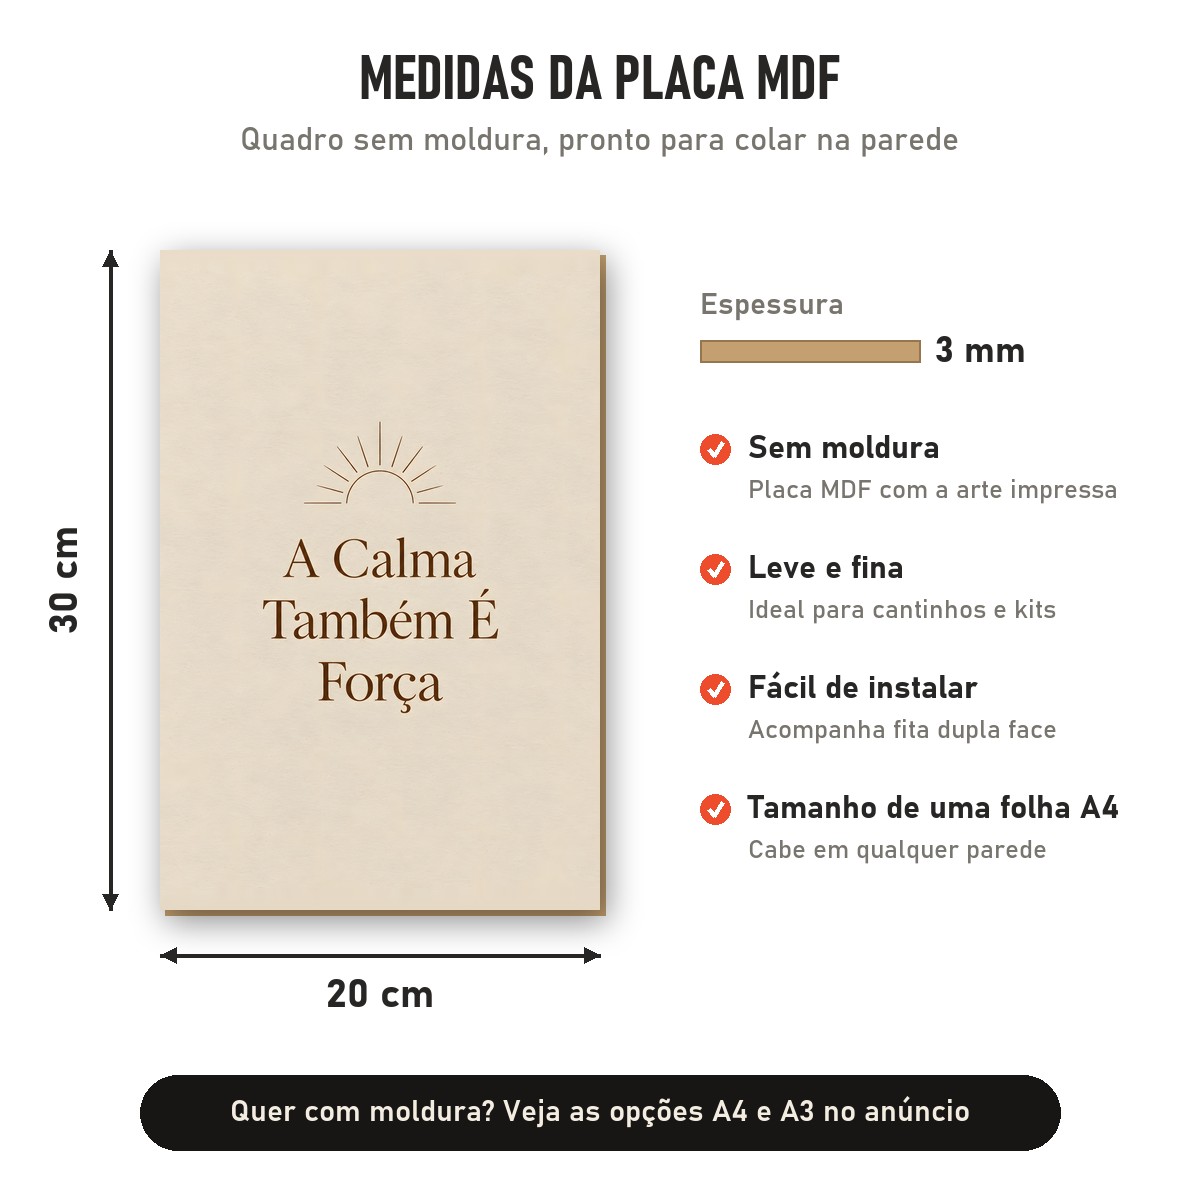 MEDIDAS DA PLACA MDF
Quadro sem moldura, pronto para colar na parede
30 cm
A Calma
Também É
Força
20 cm
Espessura
3 mm
Sem moldura
Placa MDF com a arte impressa
Leve e fina
Ideal para cantinhos e kits
Fácil de instalar
Acompanha fita dupla face
Tamanho de uma folha A4
Cabe em qualquer parede
Quer com moldura? Veja as opções A4 e A3 no anúncio